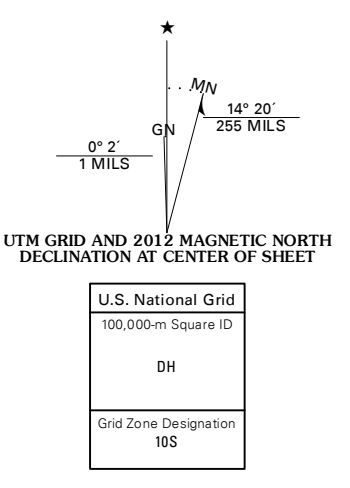 ★
MN
GN
14° 20´
255 MILS
0° 2´
1 MILS
UTM GRID AND 2012 MAGNETIC NORTH
DECLINATION AT CENTER OF SHEET
U.S. National Grid
100,000-m Square ID
DH
Grid Zone Designation
10S